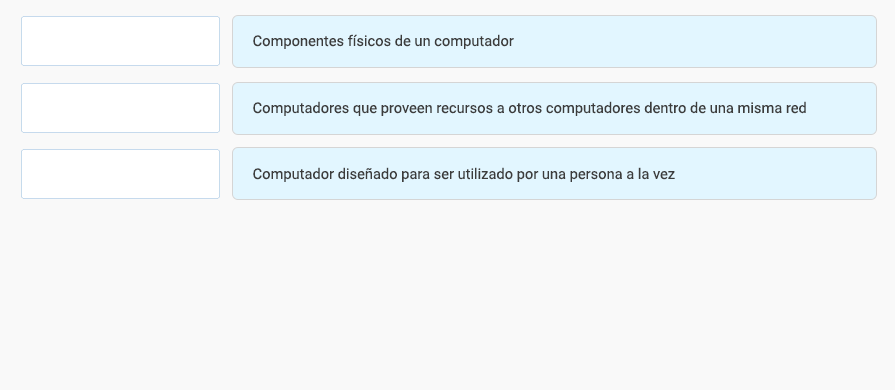 Componentes físicos de un computador
Computadores que proveen recursos a otros computadores dentro de una misma red
Computador diseñado para ser utilizado por una persona a la vez